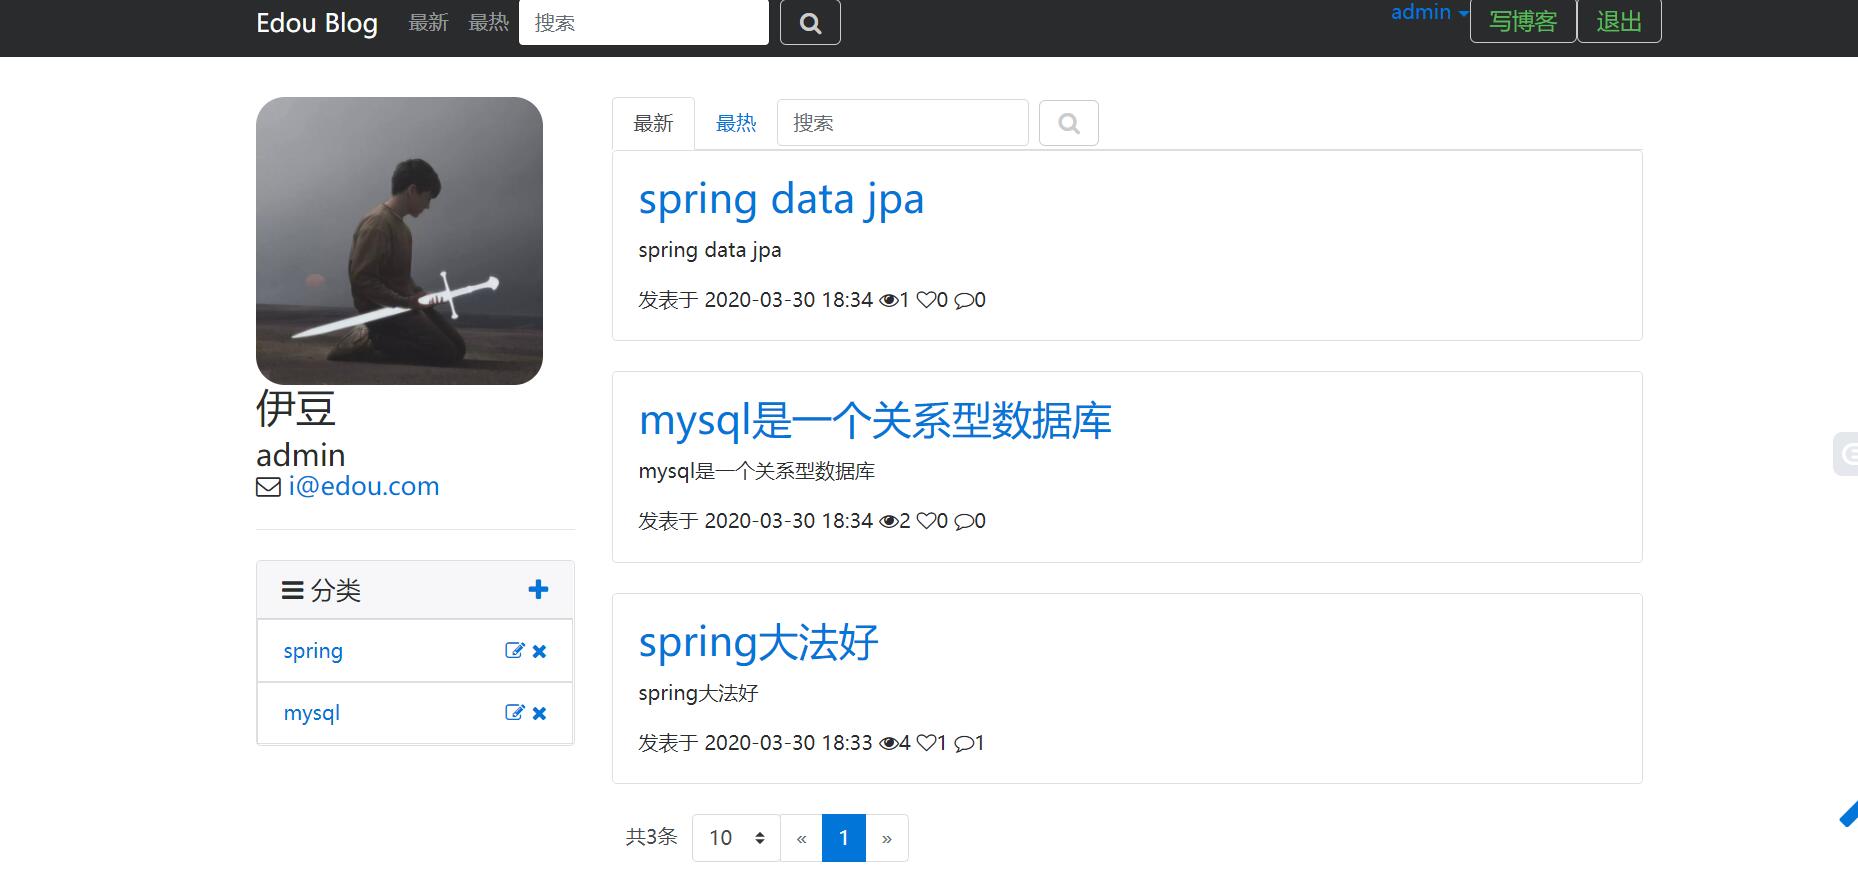 Edou Blog 最新 最热 搜索 admin 写博客 退出
伊豆
admin
i@edou.com
分类
spring
mysql
最新 最热 搜索
spring data jpa
spring data jpa
发表于 2020-03-30 18:34 1 0 0
mysql是一个关系型数据库
mysql是一个关系型数据库
发表于 2020-03-30 18:34 2 0 0
spring大法好
spring大法好
发表于 2020-03-30 18:33 4 1 1
共3条 10 « 1 »